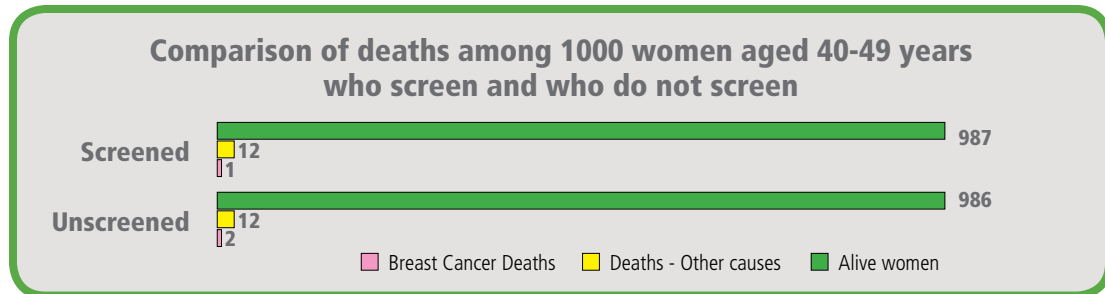 Comparison of deaths among 1000 women aged 40-49 years
who screen and who do not screen
987
Screened
12
1
986
Unscreened
12
2
Breast Cancer Deaths Deaths - Other causes Alive women